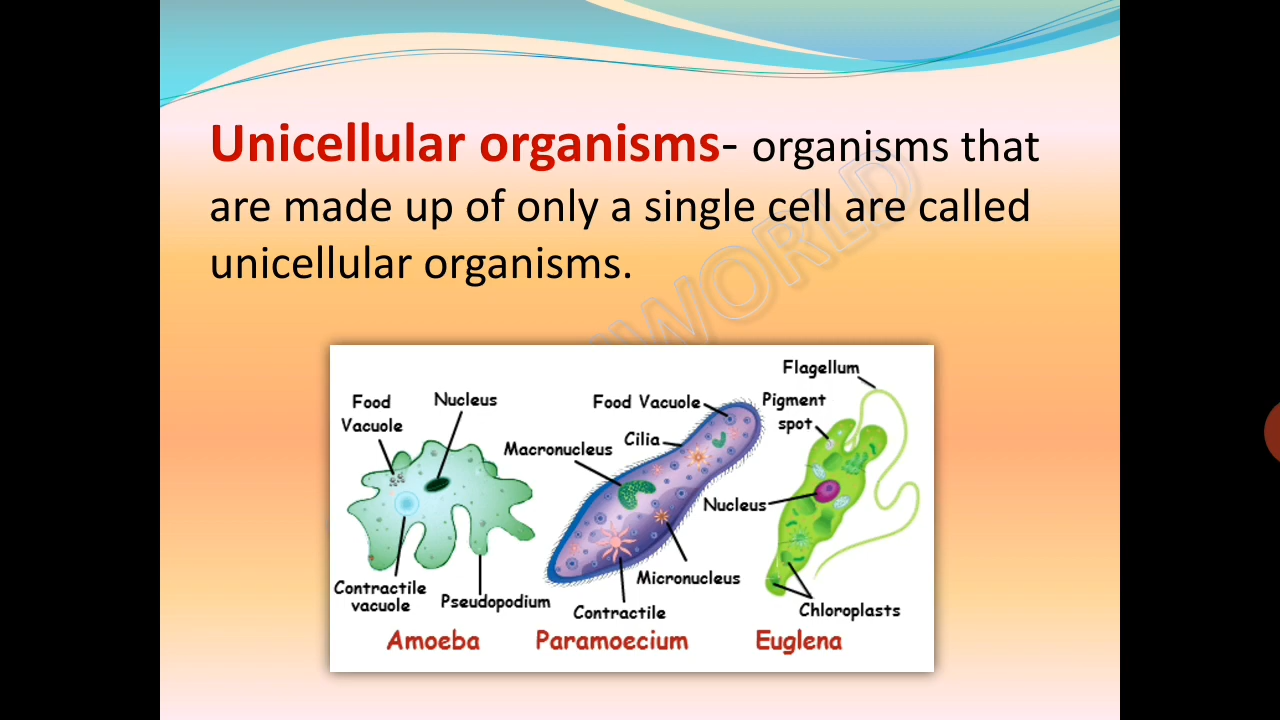 Unicellular organisms- organisms that
are made up of only a single cell are called
unicellular organisms.
WORLD
Food
Vacuole
Nucleus
Contractile
vacuole
Pseudopodium
Amoeba
Food Vacuole
Cilia
Macronucleus
Micronucleus
Contractile
Paramoecium
Flagellum
Pigment
spot
Nucleus
Chloroplasts
Euglena